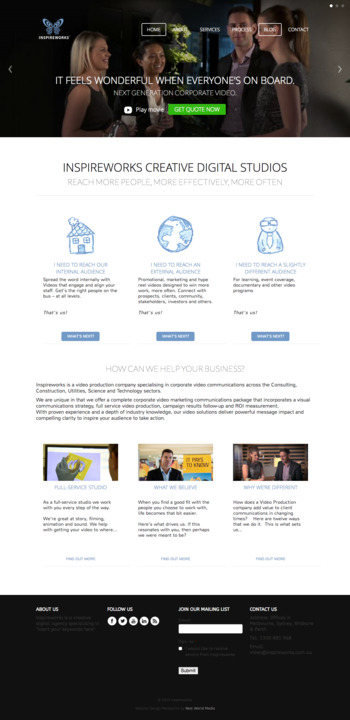 INSPIREWORKS
HOME ABOUT SERVICES PROCESS BLOG CONTACT
IT FEELS WONDERFUL WHEN EVERYONE'S ON BOARD.
NEXT GENERATION CORPORATE VIDEO.
Play movie GET QUOTE NOW
INSPIREWORKS CREATIVE DIGITAL STUDIOS
REACH MORE PEOPLE, MORE EFFECTIVELY, MORE OFTEN
I NEED TO REACH OUR
INTERNAL AUDIENCE
Spread the word internally with
Videos that engage and align your
staff. Get's the right people on the
bus – at all levels.
That's us!
WHAT'S NEXT?
I NEED TO REACH AN
EXTERNAL AUDIENCE
Promotional, marketing and hype
reel videos designed to win more
work, more often. Connect with
prospects, clients, community,
stakeholders, investors and others.
That's us!
WHAT'S NEXT?
I NEED TO REACH A SLIGHTLY
DIFFERENT AUDIENCE
For learning, event coverage,
documentary and other video
programs
That's us!
WHAT'S NEXT?
HOW CAN WE HELP YOUR BUSINESS?
Inspireworks is a video production company specialising in corporate video communications across the Consulting,
Construction, Utilities, Science and Technology sectors.
We are unique in that we offer a complete corporate video marketing communications package that incorporates a visual
communications strategy, full service video production, campaign results follow-up and ROI measurement.
With proven experience and a depth of industry knowledge, our video solutions deliver powerful message impact and
compelling clarity to inspire your audience to take action.
FULL-SERVICE STUDIO
As a full-service studio we work
with you every step of the way.
We're great at story, filming,
animation and sound. We help
with getting your video to where...
FIND OUT MORE
IT PAYS
TO KNOW
WHAT WE BELIEVE
When you find a good fit with the
people you choose to work with,
life becomes that bit easier.
Here's what drives us. If this
resonates with you, then perhaps
we were meant to be?
FIND OUT MORE
WHY WE'RE DIFFERENT
How does a Video Production
company add value to client
communications in changing
times? Here are twelve ways
that we do it. This is what sets
us...
FIND OUT MORE
ABOUT US
FOLLOW US
JOIN OUR MAILING LIST
Submit
CONTACT US
Real World Media